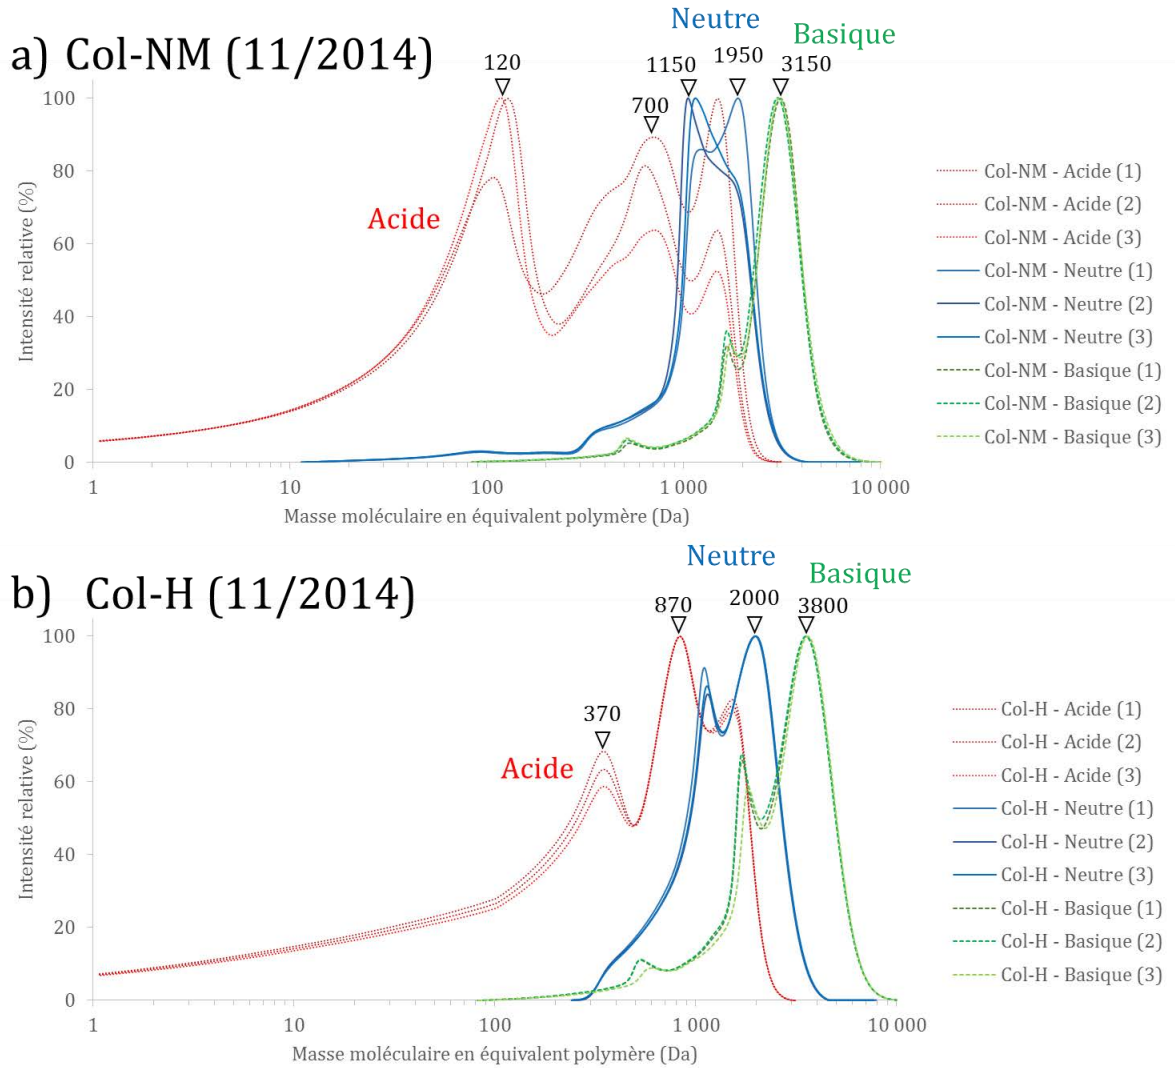 Neutre
Basique
a) Col-NM (11/2014)
120
700
1150
1950
3150
Acide
Intensité relative (%)
100
80
60
40
20
0
1
10
100
1 000
10 000
Masse moléculaire en équivalent polymère (Da)
Col-NM - Acide (1)
Col-NM - Acide (2)
Col-NM - Acide (3)
Col-NM - Neutre (1)
Col-NM - Neutre (2)
Col-NM - Neutre (3)
Col-NM - Basique (1)
Col-NM - Basique (2)
Col-NM - Basique (3)
Neutre
Basique
b) Col-H (11/2014)
370
870
2000
3800
Acide
Intensité relative (%)
100
80
60
40
20
0
1
10
100
1 000
10 000
Masse moléculaire en équivalent polymère (Da)
Col-H - Acide (1)
Col-H - Acide (2)
Col-H - Acide (3)
Col-H - Neutre (1)
Col-H - Neutre (2)
Col-H - Neutre (3)
Col-H - Basique (1)
Col-H - Basique (2)
Col-H - Basique (3)